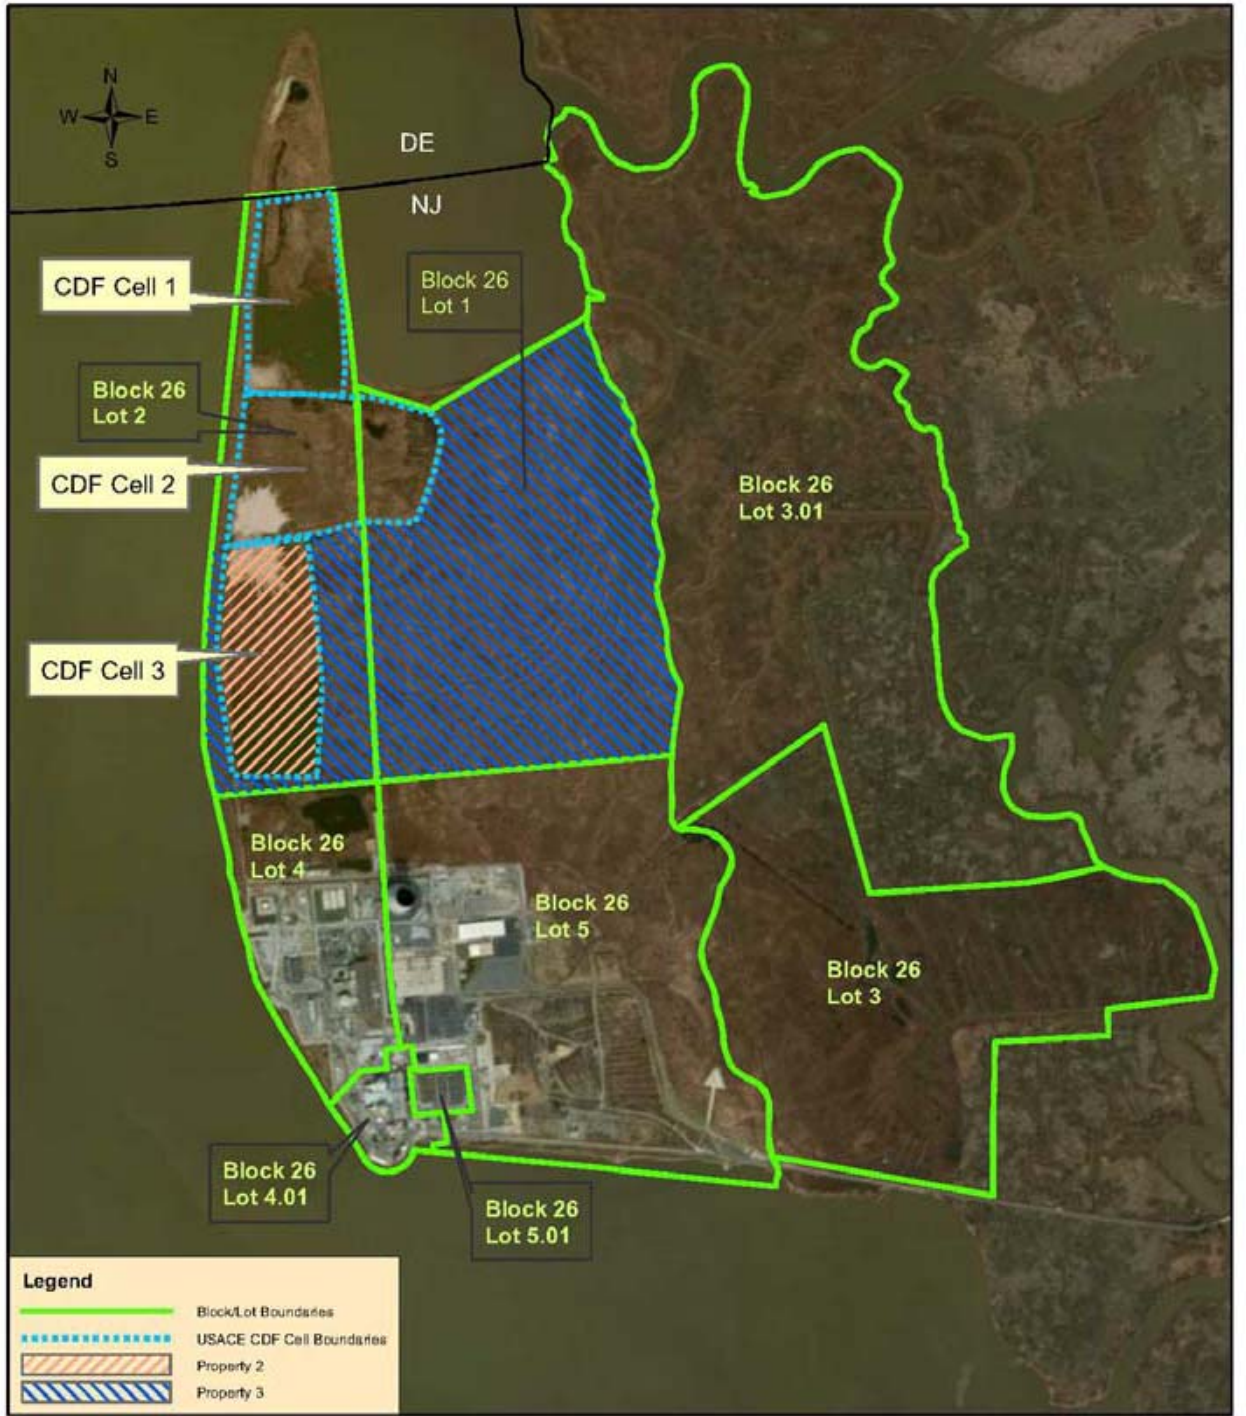 N
W E
S
DE
NJ
CDF Cell 1
Block 26
Lot 1
Block 26
Lot 2
CDF Cell 2
Block 26
Lot 3.01
CDF Cell 3
Block 26
Lot 4
Block 26
Lot 5
Block 26
Lot 3
Block 26
Lot 4.01
Block 26
Lot 5.01
Legend
Block/Lot Boundaries
USACE CDF Cell Boundaries
Property 2
Property 3